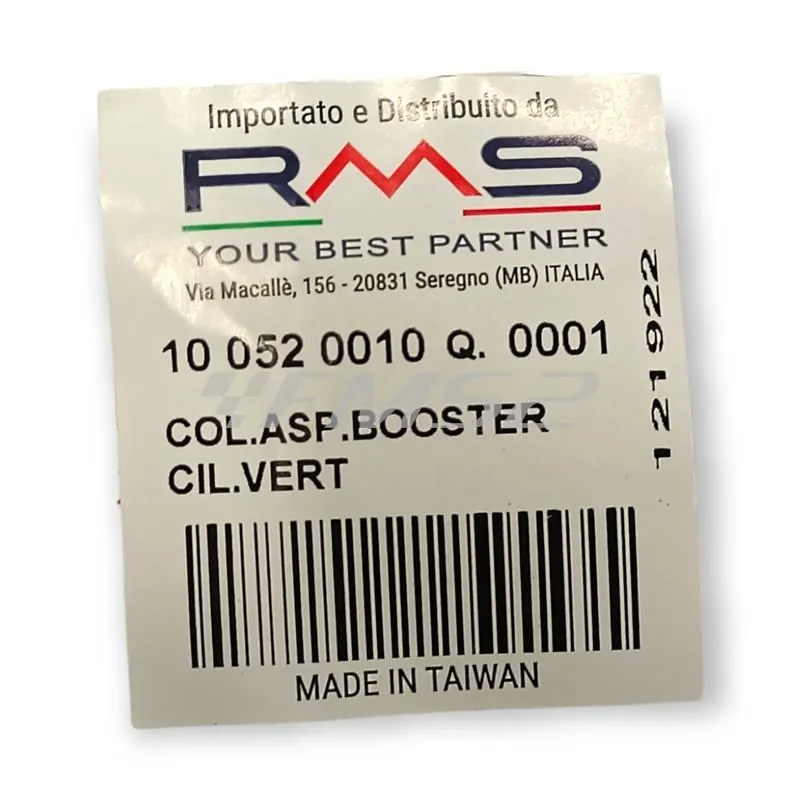 Importato e Distribuito da
RMS
YOUR BEST PARTNER
Via Macallè, 156 - 20831 Seregno (MB) ITALIA
10 052 0010 Q. 0001
COL.ASP.BOOSTER
CIL.VERT
MADE IN TAIWAN
121922